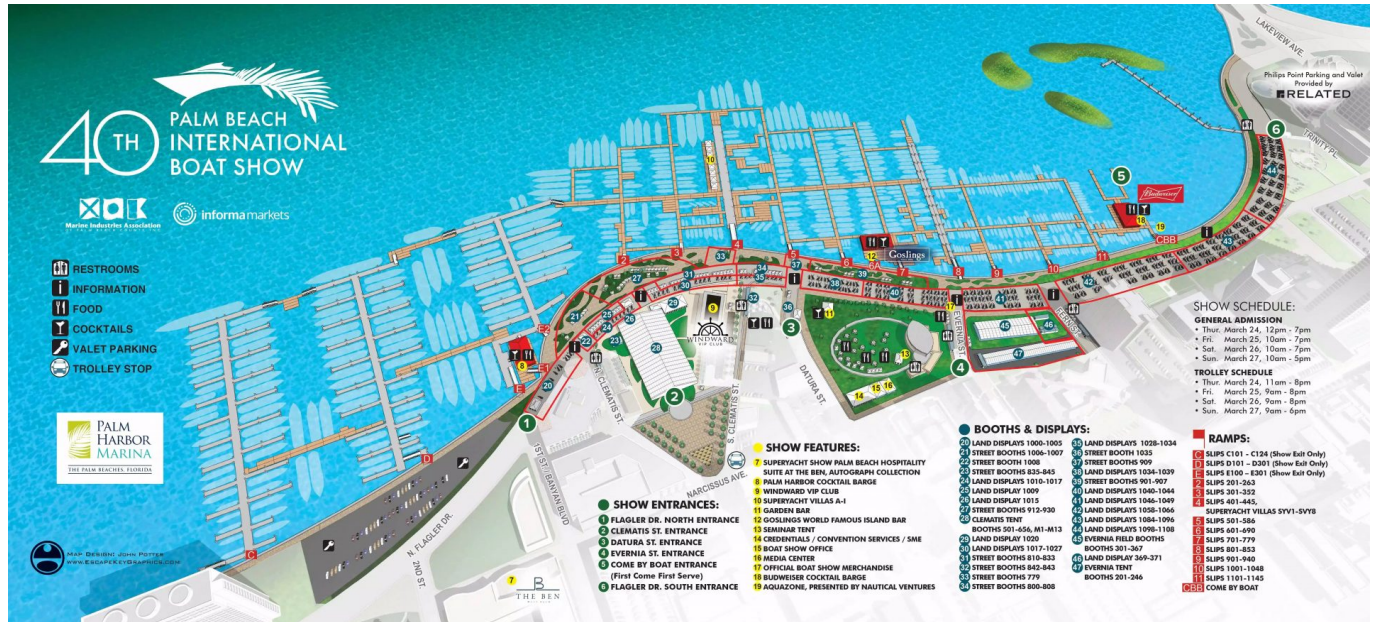 40TH
PALM BEACH
INTERNATIONAL
BOAT SHOW
Marine Industries Association
informa markets
RESTROOMS
INFORMATION
FOOD
COCKTAILS
VALET PARKING
TROLLEY STOP
PALM
HARBOR
MARINA
THE PALM BEACHES, FLORIDA
MAP DESIGN: JOHN POTTER
WWW.ESCAPEKEYGRAPHICS.COM
LAKEVIEW AVE.
Philips Point Parking and Valet
Provided by
RELATED
TRINITY PL.
Budweiser
Goslings
WINDWARD
VIP CLUB
N. CLEMATIS ST.
S. CLEMATIS ST.
DATURA ST.
EVERNIA ST.
FERN ST.
NARCISSUS AVE.
1ST ST./BANYAN BLVD
N. FLAGLER DR.
2ND ST.
B
THE BEN
SHOW ENTRANCES:
1 FLAGLER DR. NORTH ENTRANCE
2 CLEMATIS ST. ENTRANCE
3 DATURA ST. ENTRANCE
4 EVERNIA ST. ENTRANCE
5 COME BY BOAT ENTRANCE
(First Come First Serve)
6 FLAGLER DR. SOUTH ENTRANCE
SHOW FEATURES:
7 SUPERYACHT SHOW PALM BEACH HOSPITALITY
SUITE AT THE BEN, AUTOGRAPH COLLECTION
8 PALM HARBOR COCKTAIL BARGE
9 WINDWARD VIP CLUB
10 SUPERYACHT VILLAS A-I
11 GARDEN BAR
12 GOSLINGS WORLD FAMOUS ISLAND BAR
13 SEMINAR TENT
14 CREDENTIALS / CONVENTION SERVICES / SME
15 BOAT SHOW OFFICE
16 MEDIA CENTER
17 OFFICIAL BOAT SHOW MERCHANDISE
18 BUDWEISER COCKTAIL BARGE
19 AQUAZONE, PRESENTED BY NAUTICAL VENTURES
BOOTHS & DISPLAYS:
20 LAND DISPLAYS 1000-1005
21 STREET BOOTHS 1006-1007
22 STREET BOOTH 1008
23 STREET BOOTHS 835-845
24 LAND DISPLAYS 1010-1017
25 LAND DISPLAY 1009
26 LAND DISPLAY 1015
27 STREET BOOTHS 912-930
28 CLEMATIS TENT
BOOTHS 501-656, M1-M13
29 LAND DISPLAY 1020
30 LAND DISPLAYS 1017-1027
31 STREET BOOTHS 810-833
32 STREET BOOTHS 842-843
33 STREET BOOTHS 779
34 STREET BOOTHS 800-808
35 LAND DISPLAYS 1028-1034
36 STREET BOOTH 1035
37 STREET BOOTHS 909
38 LAND DISPLAYS 1034-1039
39 STREET BOOTHS 901-907
40 LAND DISPLAYS 1040-1044
41 LAND DISPLAYS 1046-1049
42 LAND DISPLAYS 1058-1066
43 LAND DISPLAYS 1084-1096
44 LAND DISPLAYS 1098-1108
45 EVERNIA FIELD BOOTHS
BOOTHS 301-367
46 LAND DISPLAY 369-371
47 EVERNIA TENT
BOOTHS 201-246
SHOW SCHEDULE:
GENERAL ADMISSION
• Thur. March 24, 12pm - 7pm
• Fri. March 25, 10am - 7pm
• Sat. March 26, 10am - 7pm
• Sun. March 27, 10am - 5pm
TROLLEY SCHEDULE
• Thur. March 24, 11am - 8pm
• Fri. March 25, 9am - 8pm
• Sat. March 26, 9am - 8pm
• Sun. March 27, 9am - 6pm
RAMPS:
C SLIPS C101 - C124 (Show Exit Only)
D SLIPS D101 - D301 (Show Exit Only)
E SLIPS E100 - E301 (Show Exit Only)
2 SLIPS 201-263
3 SLIPS 301-352
4 SLIPS 401-445,
SUPERYACHT VILLAS SYV1-SYV8
5 SLIPS 501-586
6 SLIPS 601-690
7 SLIPS 701-779
8 SLIPS 801-853
9 SLIPS 901-940
10 SLIPS 1001-1048
11 SLIPS 1101-1145
CBB COME BY BOAT